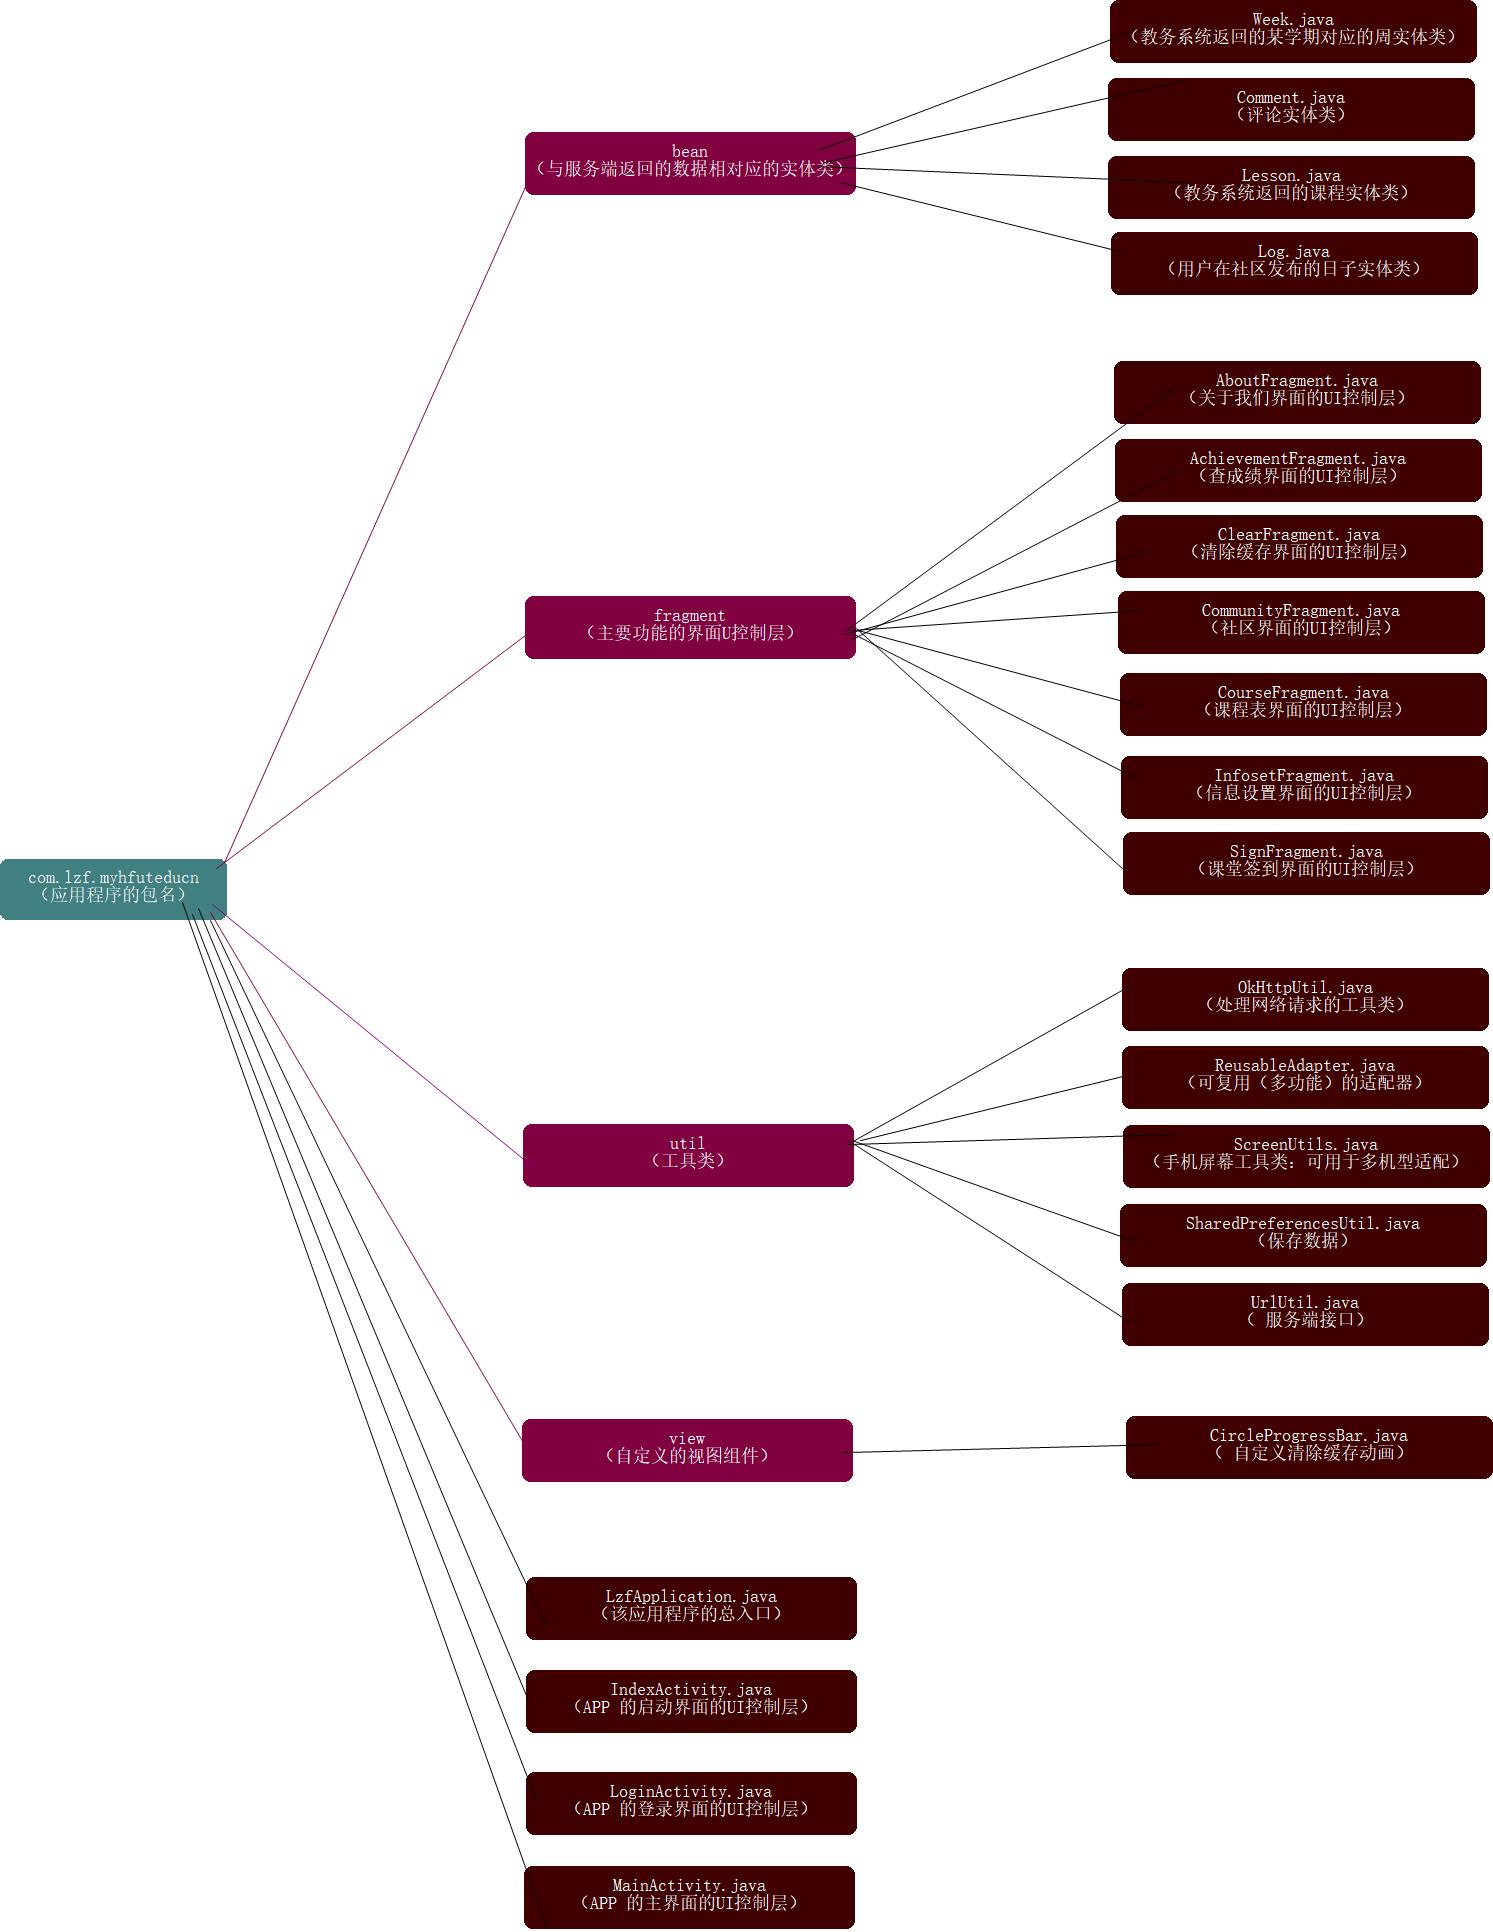 Week.java
（教务系统返回的某学期对应的周实体类）
Comment.java
（评论实体类）
bean
（与服务端返回的数据相对应的实体类）
Lesson.java
（教务系统返回的课程实体类）
Log.java
（用户在社区发布的日子实体类）
AboutFragment.java
（关于我们界面的UI控制层）
AchievementFragment.java
（查成绩界面的UI控制层）
ClearFragment.java
（清除缓存界面的UI控制层）
fragment
（主要功能的界面U控制层）
CommunityFragment.java
（社区界面的UI控制层）
CourseFragment.java
（课程表界面的UI控制层）
InfosetFragment.java
（信息设置界面的UI控制层）
SignFragment.java
（课堂签到界面的UI控制层）
com.lzf.myhfuteducn
（应用程序的包名）
OkHttpUtil.java
（处理网络请求的工具类）
ReusableAdapter.java
（可复用（多功能）的适配器）
util
（工具类）
ScreenUtils.java
（手机屏幕工具类：可用于多机型适配）
SharedPreferencesUtil.java
（保存数据）
UrlUtil.java
（ 服务端接口）
view
（自定义的视图组件）
CircleProgressBar.java
（ 自定义清除缓存动画）
LzfApplication.java
（该应用程序的总入口）
IndexActivity.java
（APP 的启动界面的UI控制层）
LoginActivity.java
（APP 的登录界面的UI控制层）
MainActivity.java
（APP 的主界面的UI控制层）